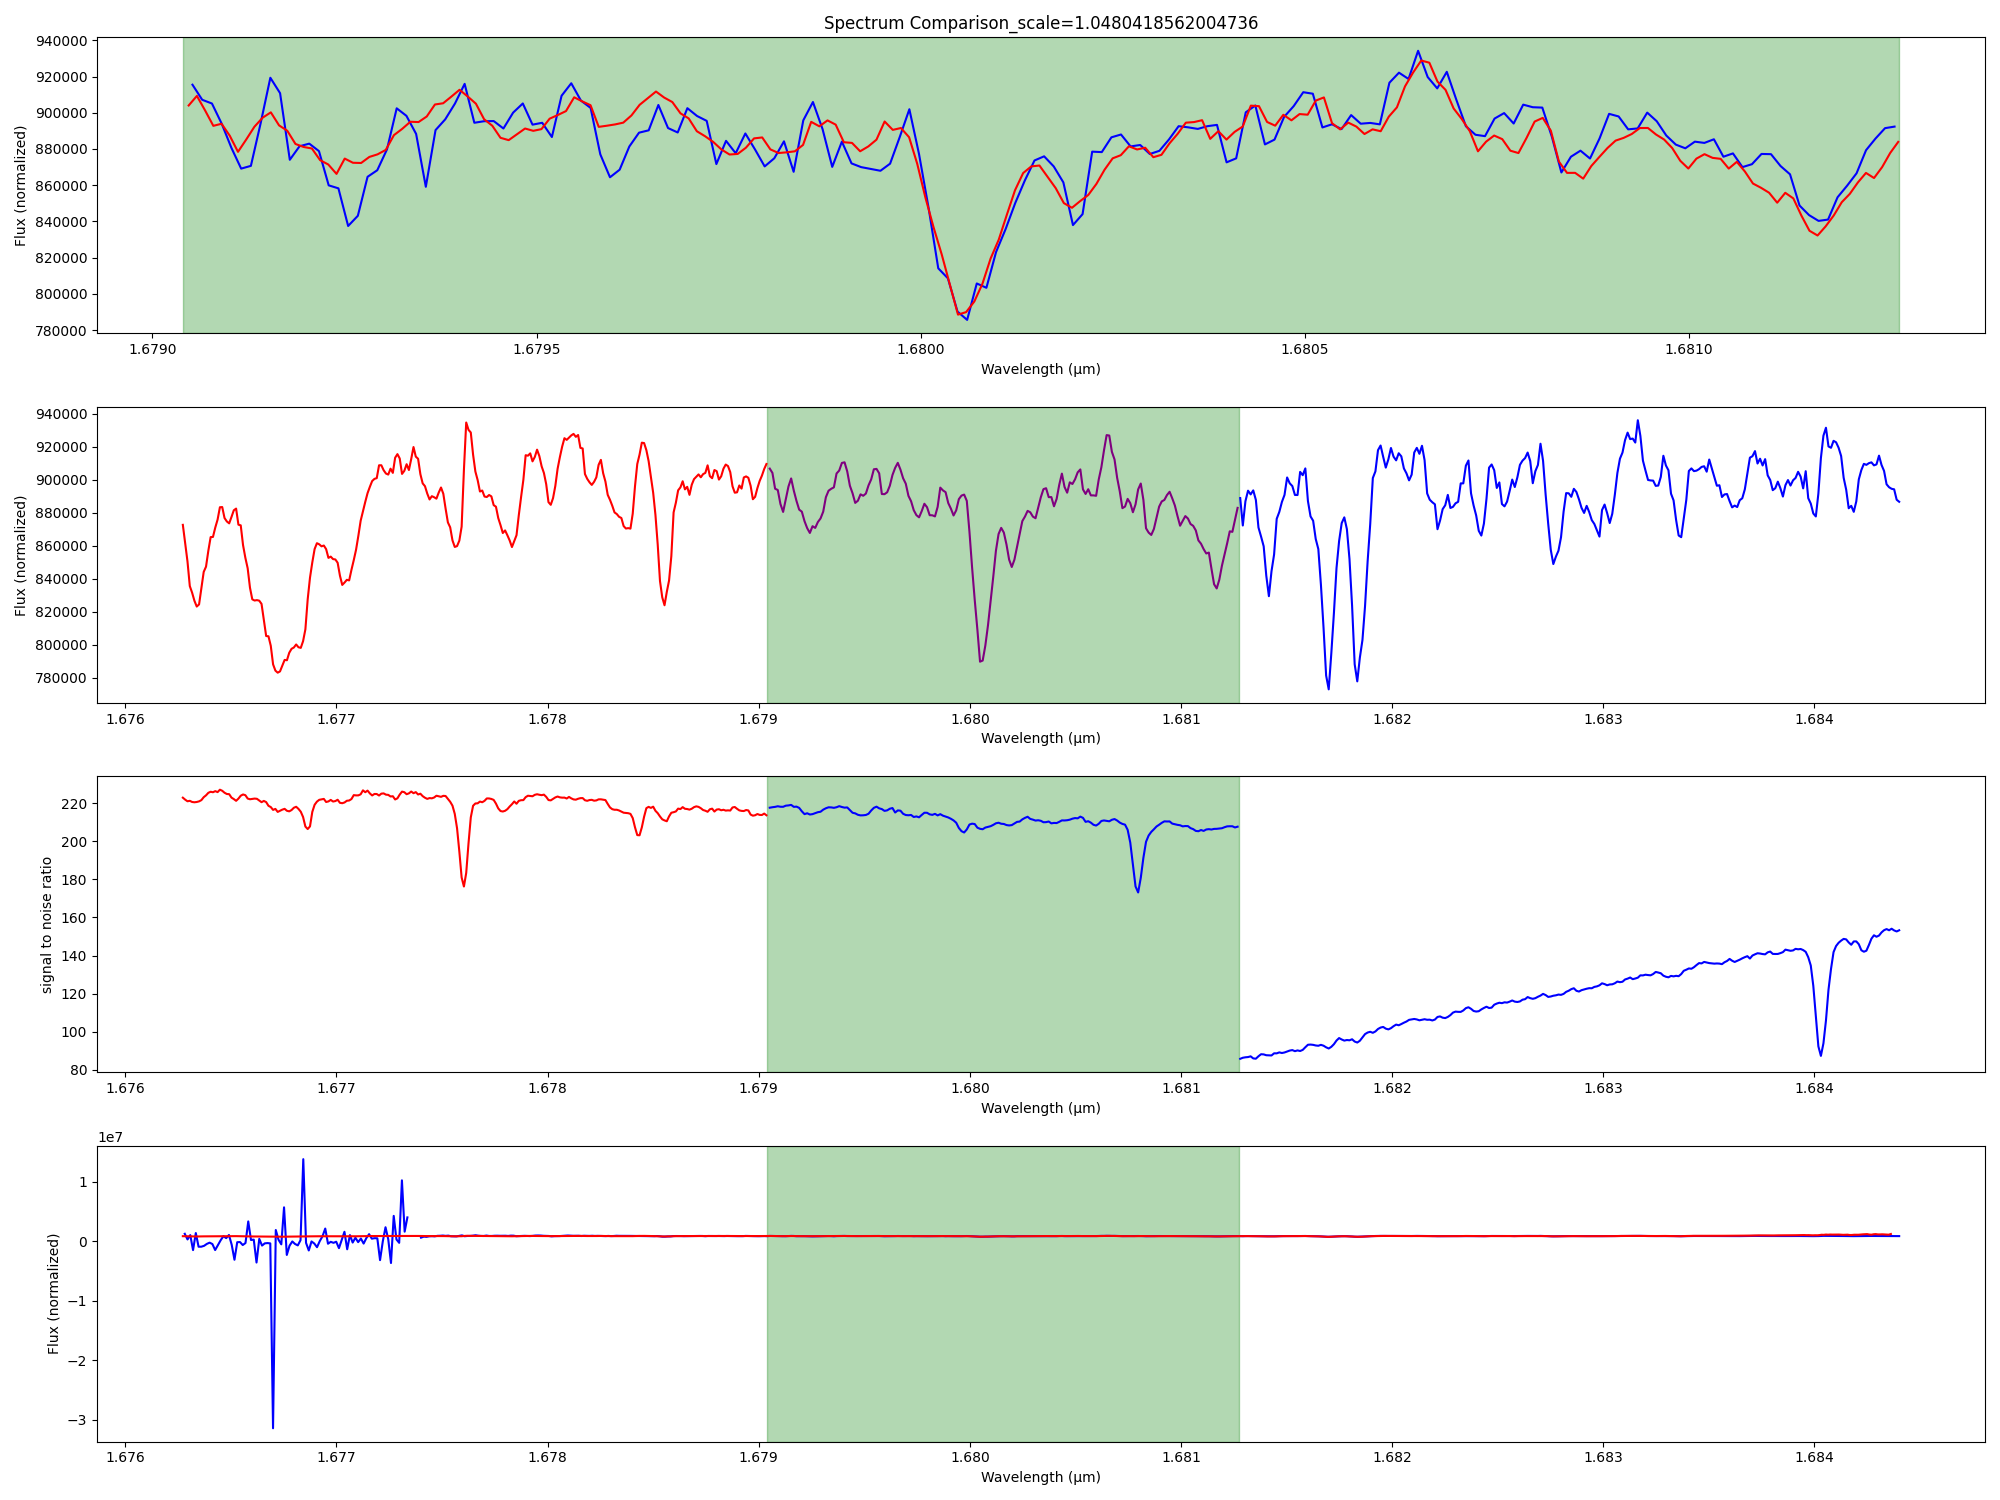 Spectrum Comparison_scale=1.0480418562004736
940000
920000
900000
880000
860000
840000
820000
800000
780000
Flux (normalized)
1.6790 1.6795 1.6800 1.6805 1.6810
Wavelength (μm)
940000
920000
900000
880000
860000
840000
820000
800000
780000
Flux (normalized)
1.676 1.677 1.678 1.679 1.680 1.681 1.682 1.683 1.684
Wavelength (μm)
220
200
180
160
140
120
100
80
signal to noise ratio
1.676 1.677 1.678 1.679 1.680 1.681 1.682 1.683 1.684
Wavelength (μm)
1e7
1
0
−1
−2
−3
Flux (normalized)
1.676 1.677 1.678 1.679 1.680 1.681 1.682 1.683 1.684
Wavelength (μm)